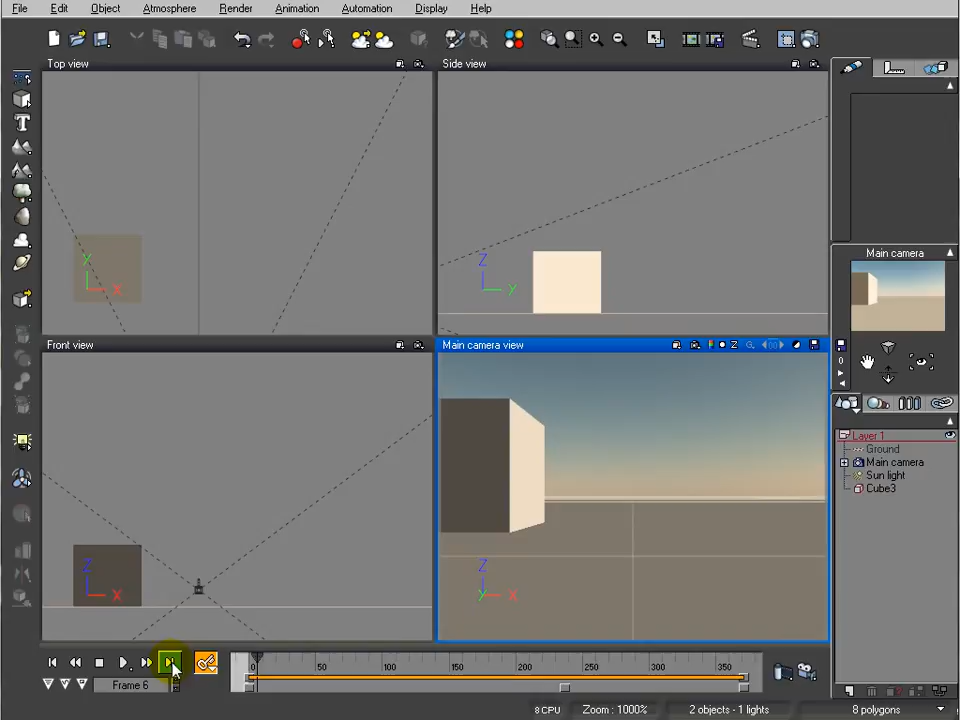 File Edit Object Atmosphere Render Animation Automation Display Help
Top view
Side view
Y
X
Z
Y
Main camera
Front view
Main camera view
Z
0
Layer 1
Ground
Main camera
Sun light
Cube3
Z
X
Z
Y X
50 100 150 200 250 300 350
Frame 6
8 CPU Zoom : 1000% 2 objects - 1 lights 8 polygons